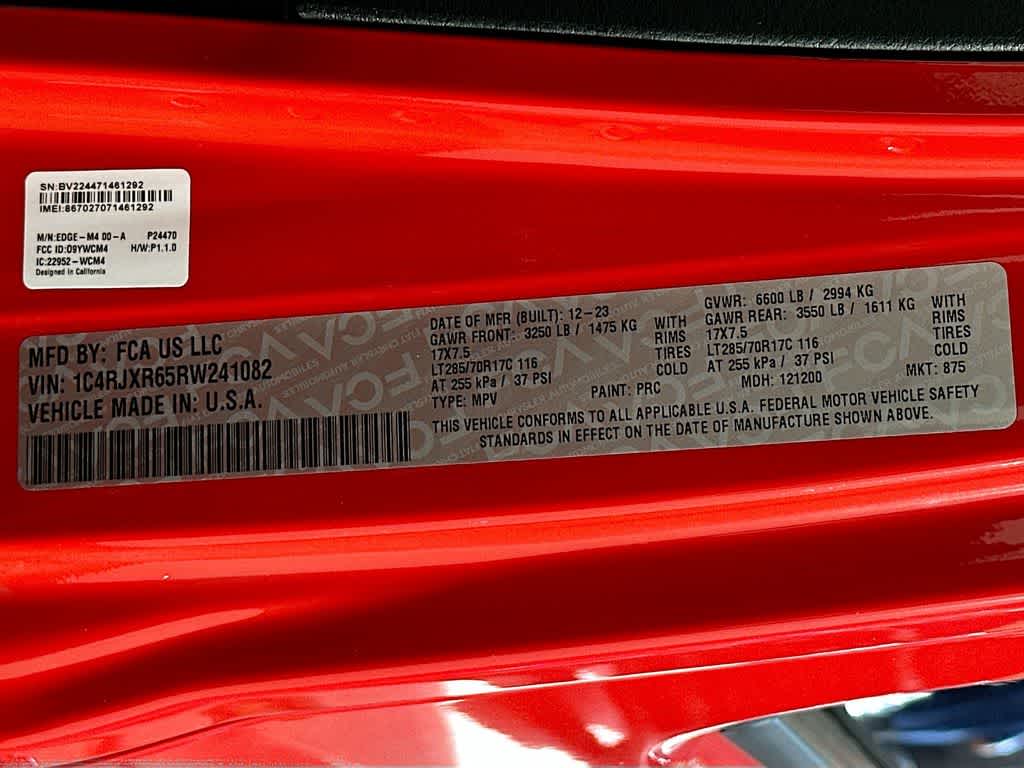 SN:BV224471461292
IMEI:867027071461292
M/N:EDGE-M4 00-A P24470
FCC ID:O9YWCM4 H/W:P1.1.0
IC:22952-WCM4
Designed in California
MFD BY: FCA US LLC
VIN: 1C4RJXR65RW241082
VEHICLE MADE IN: U.S.A.
DATE OF MFR (BUILT): 12-23
GAWR FRONT: 3250 LB / 1475 KG WITH
17X7.5 RIMS
LT285/70R17C 116 TIRES
AT 255 kPa / 37 PSI COLD
TYPE: MPV PAINT: PRC
GVWR: 6600 LB / 2994 KG
GAWR REAR: 3550 LB / 1611 KG WITH
17X7.5 RIMS
LT285/70R17C 116 TIRES
AT 255 kPa / 37 PSI COLD
MDH: 121200 MKT: 875
THIS VEHICLE CONFORMS TO ALL APPLICABLE U.S.A. FEDERAL MOTOR VEHICLE SAFETY
STANDARDS IN EFFECT ON THE DATE OF MANUFACTURE SHOWN ABOVE.